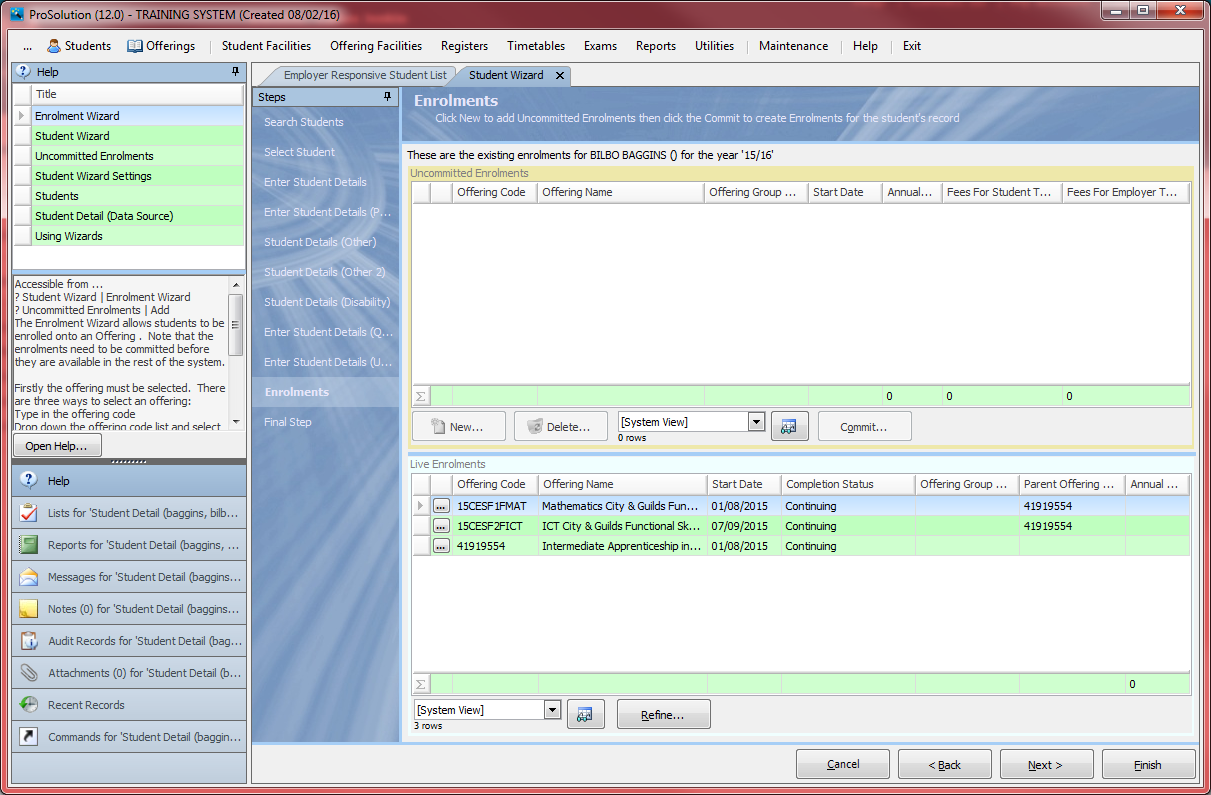 ProSolution (12.0) - TRAINING SYSTEM (Created 08/02/16)
... Students Offerings Student Facilities Offering Facilities Registers Timetables Exams Reports Utilities Maintenance Help Exit
Help
Title
Enrolment Wizard
Student Wizard
Uncommitted Enrolments
Student Wizard Settings
Students
Student Detail (Data Source)
Using Wizards
Accessible from ...
? Student Wizard | Enrolment Wizard
? Uncommitted Enrolments | Add
The Enrolment Wizard allows students to be
enrolled onto an Offering . Note that the
enrolments need to be committed before
they are available in the rest of the system.
Firstly the offering must be selected. There
are three ways to select an offering:
Type in the offering code
Drop down the offering code list and select
Open Help...
Help
Lists for 'Student Detail (baggins, bilb...
Reports for 'Student Detail (baggins, ...
Messages for 'Student Detail (baggins...
Notes (0) for 'Student Detail (baggins...
Audit Records for 'Student Detail (bag...
Attachments (0) for 'Student Detail (b...
Recent Records
Commands for 'Student Detail (baggin...
Employer Responsive Student List
Student Wizard
Steps
Search Students
Select Student
Enter Student Details
Enter Student Details (P...
Student Details (Other)
Student Details (Other 2)
Student Details (Disability)
Enter Student Details (Q...
Enter Student Details (U...
Enrolments
Final Step
Enrolments
Click New to add Uncommitted Enrolments then click the Commit to create Enrolments for the student's record
These are the existing enrolments for BILBO BAGGINS () for the year '15/16'
Uncommitted Enrolments
Offering Code Offering Name Offering Group ... Start Date Annual... Fees For Student T... Fees For Employer T...
Σ 0 0 0
New... Delete... [System View] Commit...
0 rows
Live Enrolments
Offering Code Offering Name Start Date Completion Status Offering Group ... Parent Offering ... Annual ...
... 15CESF1FMAT Mathematics City & Guilds Fun... 01/08/2015 Continuing 41919554
... 15CESF2FICT ICT City & Guilds Functional Sk... 07/09/2015 Continuing 41919554
... 41919554 Intermediate Apprenticeship in... 01/08/2015 Continuing
Σ 0
[System View] Refine...
3 rows
Cancel < Back Next > Finish